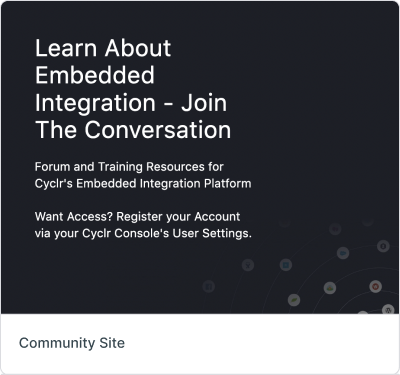 Learn About
Embedded
Integration - Join
The Conversation
Forum and Training Resources for
Cyclr's Embedded Integration Platform
Want Access? Register your Account
via your Cyclr Console's User Settings.
Community Site